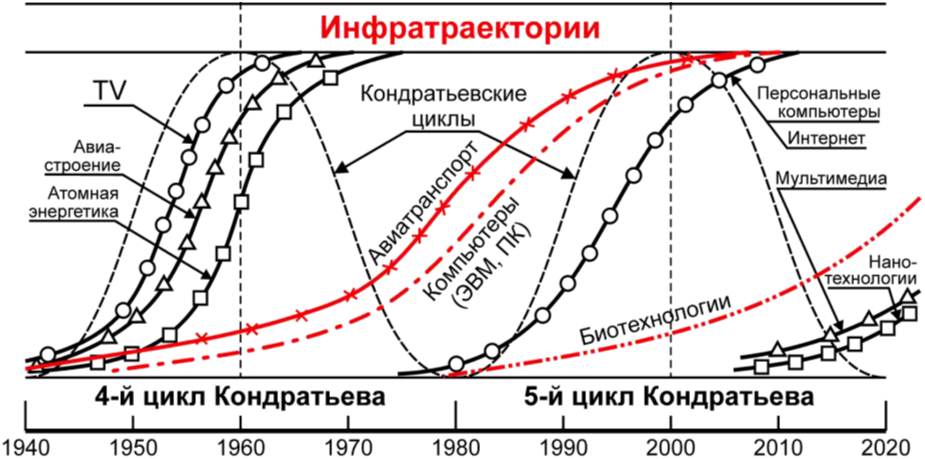 Инфратраектории
TV
Авиа-
строение
Атомная
энергетика
Кондратьевские
циклы
Авиатранспорт
Компьютеры
(ЭВМ, ПК)
Персональные
компьютеры
Интернет
Мультимедиа
Нано-
технологии
Биотехнологии
4-й цикл Кондратьева
5-й цикл Кондратьева
1940 1950 1960 1970 1980 1990 2000 2010 2020